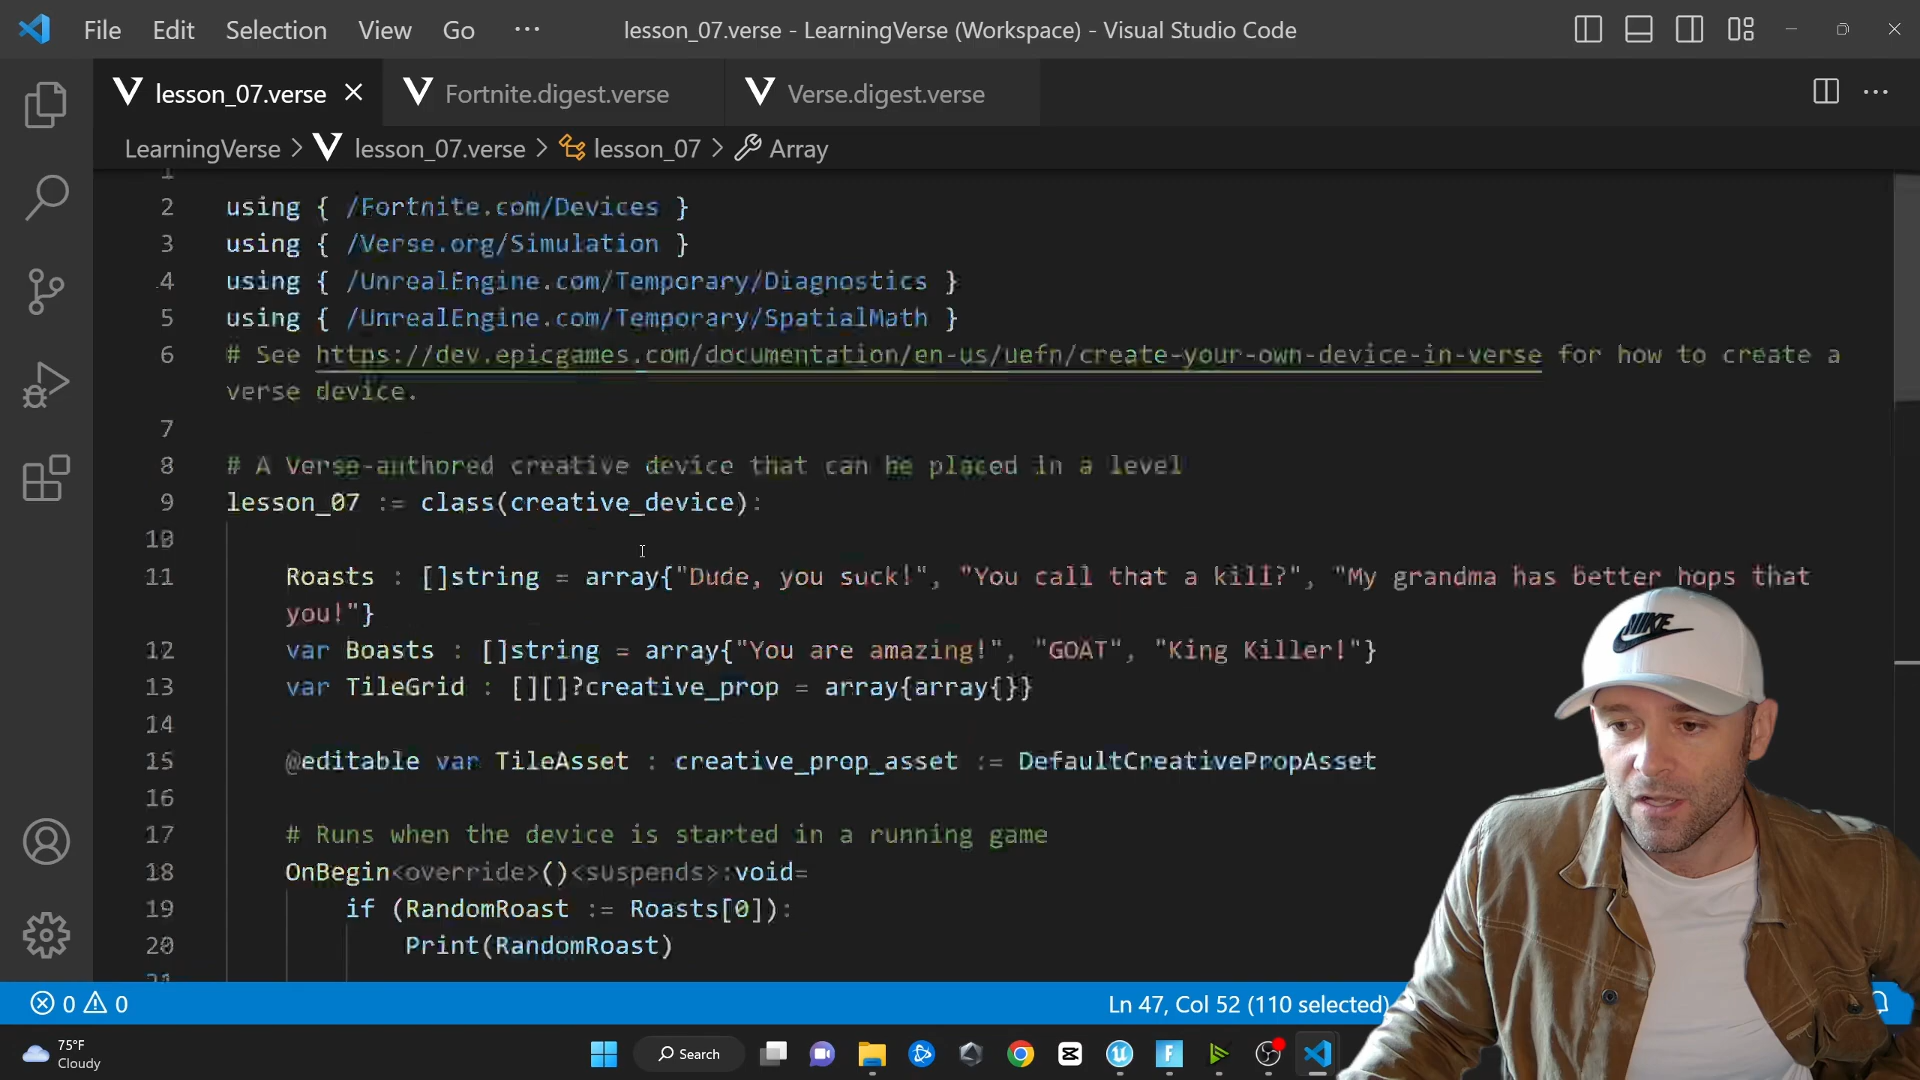 File Edit Selection View Go ··· lesson_07.verse - LearningVerse (Workspace) - Visual Studio Code
lesson_07.verse Fortnite.digest.verse Verse.digest.verse
LearningVerse > lesson_07.verse > lesson_07 > Array
1
2 using { /Fortnite.com/Devices }
3 using { /Verse.org/Simulation }
4 using { /UnrealEngine.com/Temporary/Diagnostics }
5 using { /UnrealEngine.com/Temporary/SpatialMath }
6 # See https://dev.epicgames.com/documentation/en-us/uefn/create-your-own-device-in-verse for how to create a
verse device.
7
8 # A Verse-authored creative device that can be placed in a level
9 lesson_07 := class(creative_device):
10
11 Roasts : []string = array{"Dude, you suck!", "You call that a kill?", "My grandma has better hops that
you!"}
12 var Boasts : []string = array{"You are amazing!", "GOAT", "King Killer!"}
13 var TileGrid : [][]?creative_prop = array{array{}}
14
15 @editable var TileAsset : creative_prop_asset := DefaultCreativePropAsset
16
17 # Runs when the device is started in a running game
18 OnBegin<override>()<suspends>:void=
19 if (RandomRoast := Roasts[0]):
20 Print(RandomRoast)
21
0 0 Ln 47, Col 52 (110 selected)
75°F
Cloudy
Search